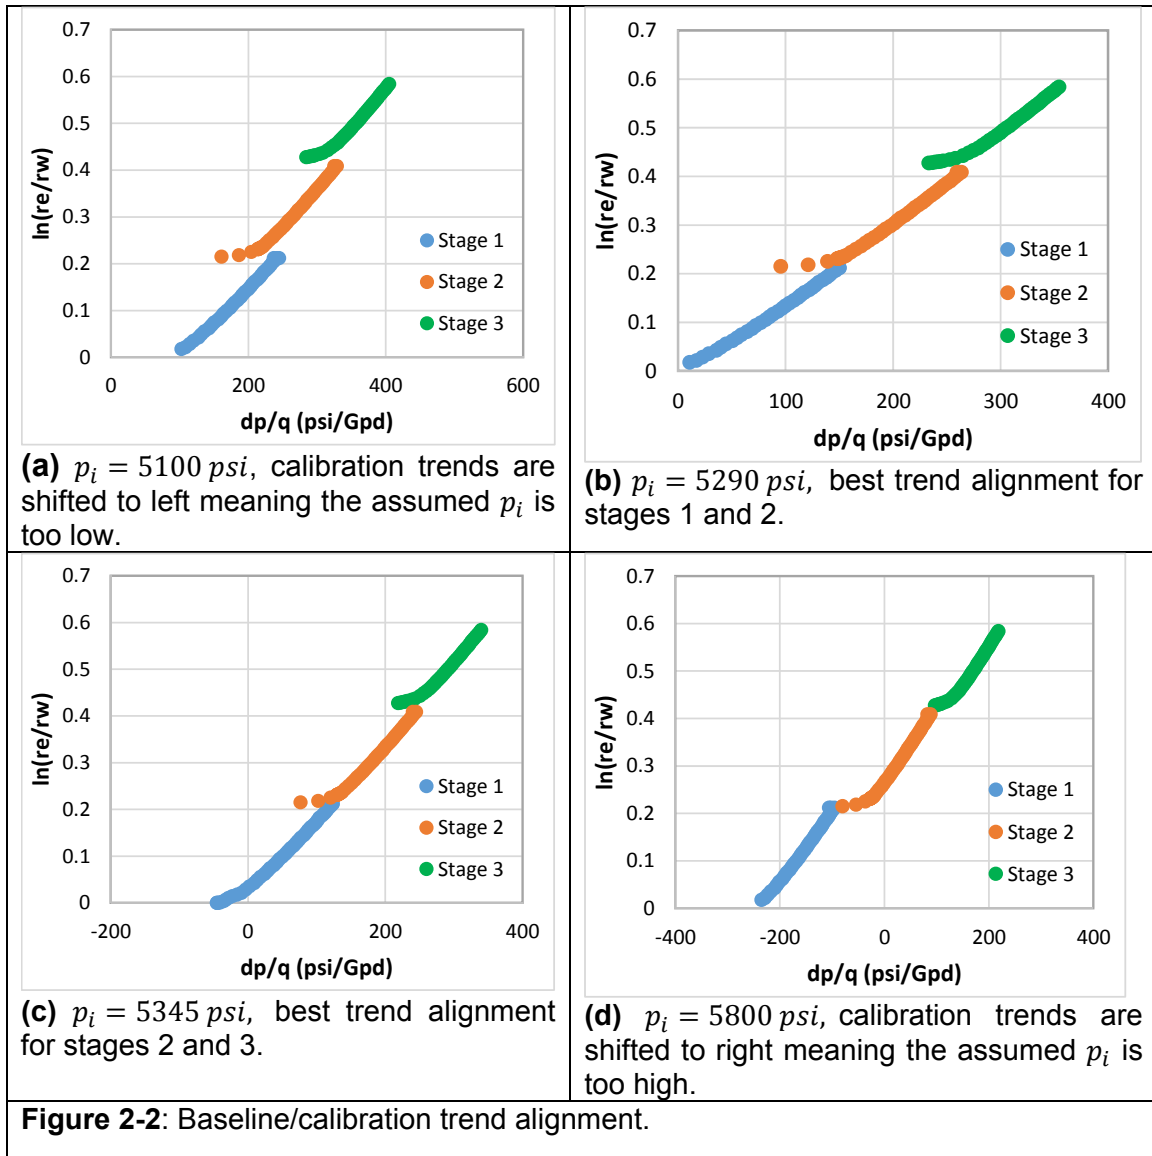 0.7
0.6
0.5
0.4
0.3
0.2
0.1
0
ln(re/rw)
Stage 1
Stage 2
Stage 3
0
200
400
600
dp/q (psi/Gpd)
(a) p_i = 5100 psi, calibration trends are
shifted to left meaning the assumed p_i is
too low.
0.7
0.6
0.5
0.4
0.3
0.2
0.1
0
ln(re/rw)
Stage 1
Stage 2
Stage 3
0
100
200
300
400
dp/q (psi/Gpd)
(b) p_i = 5290 psi, best trend alignment for
stages 1 and 2.
0.7
0.6
0.5
0.4
0.3
0.2
0.1
0
ln(re/rw)
Stage 1
Stage 2
Stage 3
-200
0
200
400
dp/q (psi/Gpd)
(c) p_i = 5345 psi, best trend alignment
for stages 2 and 3.
0.7
0.6
0.5
0.4
0.3
0.2
0.1
0
ln(re/rw)
Stage 1
Stage 2
Stage 3
-400
-200
0
200
400
dp/q (psi/Gpd)
(d) p_i = 5800 psi, calibration trends are
shifted to right meaning the assumed p_i is
too high.
Figure 2-2: Baseline/calibration trend alignment.